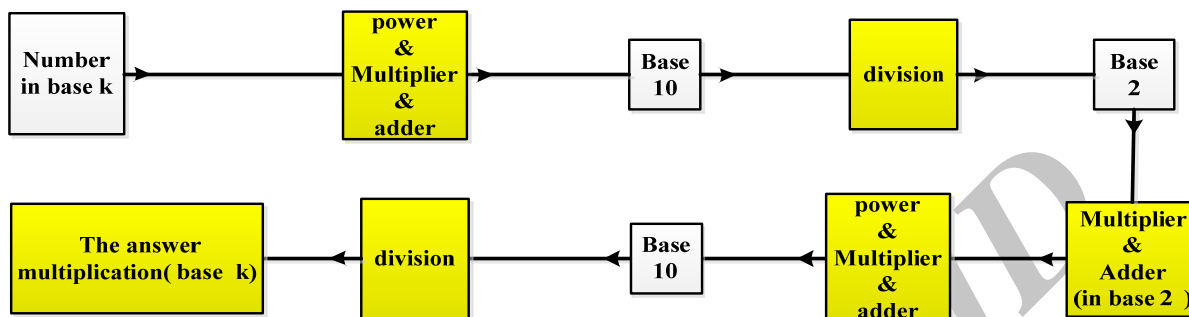 Number
in base k
power
&
Multiplier
&
adder
Base
10
division
Base
2
Multiplier
&
Adder
(in base 2 )
power
&
Multiplier
&
adder
Base
10
division
The answer
multiplication( base k)